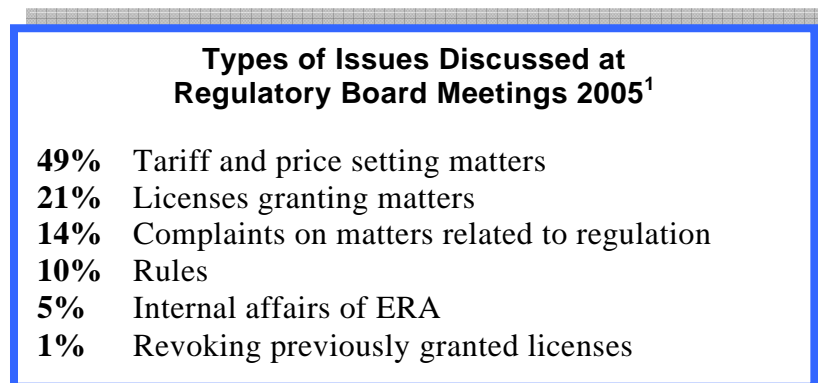 Types of Issues Discussed at
Regulatory Board Meetings 2005¹
49% Tariff and price setting matters
21% Licenses granting matters
14% Complaints on matters related to regulation
10% Rules
5% Internal affairs of ERA
1% Revoking previously granted licenses